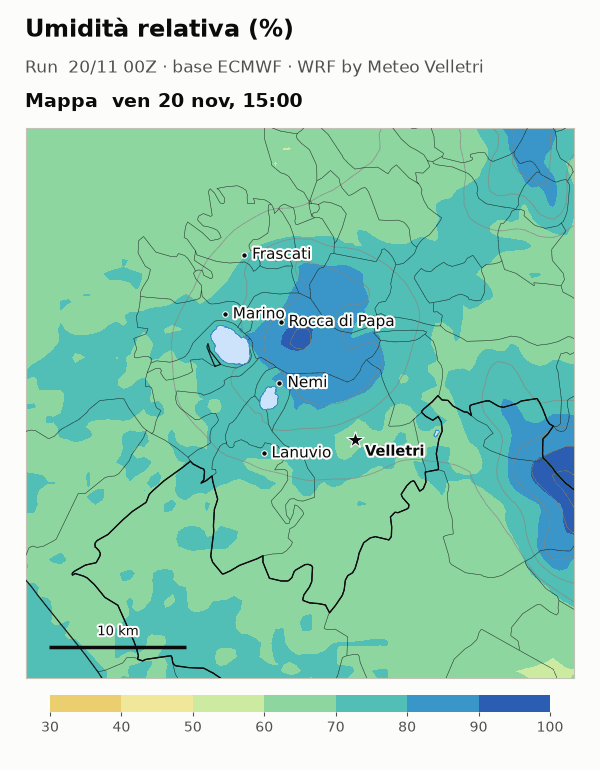 Umidità relativa (%)
Run  20/11 00Z · base ECMWF · WRF by Meteo Velletri
Mappa  ven 20 nov, 15:00
Frascati
Marino
Rocca di Papa
Nemi
Velletri
Lanuvio
10 km
30 40 50 60 70 80 90 100